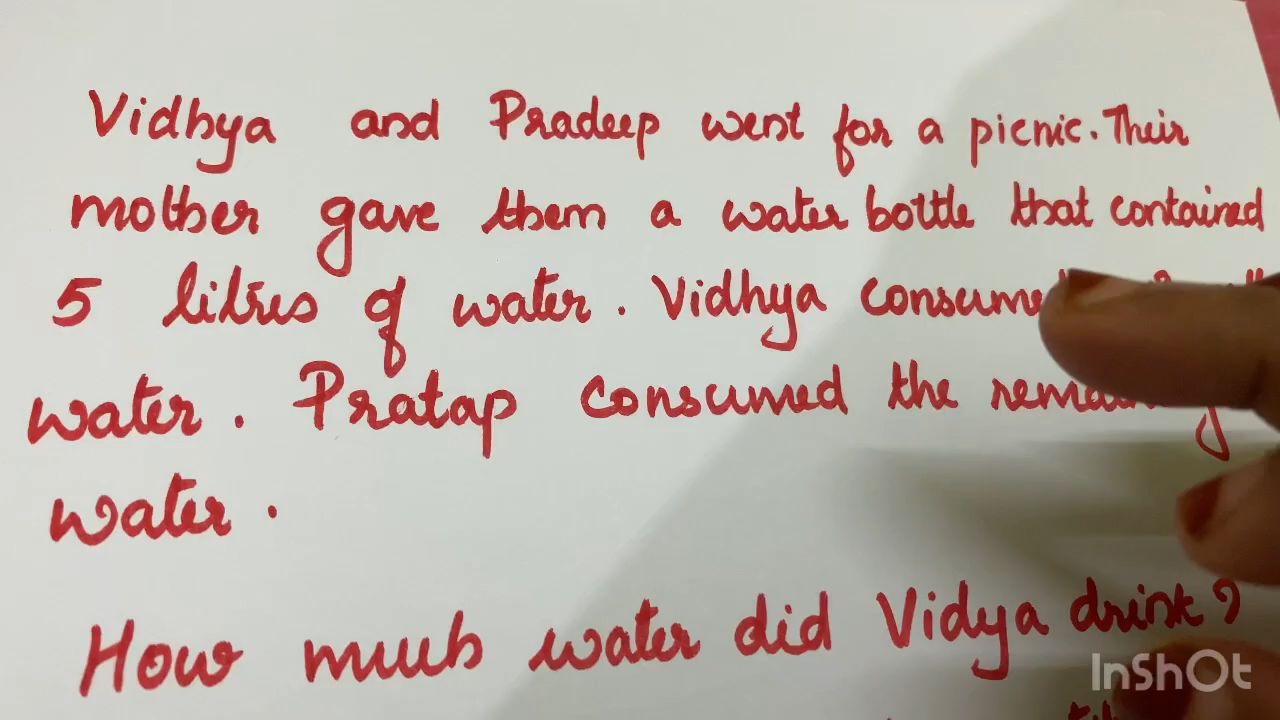 Vidhya and Pradeep went for a picnic. Their
mother gave them a water bottle that contained
5 litres of water. Vidhya
water. Pratap consumed the
water.
How much water did Vidya drink?
InShOt